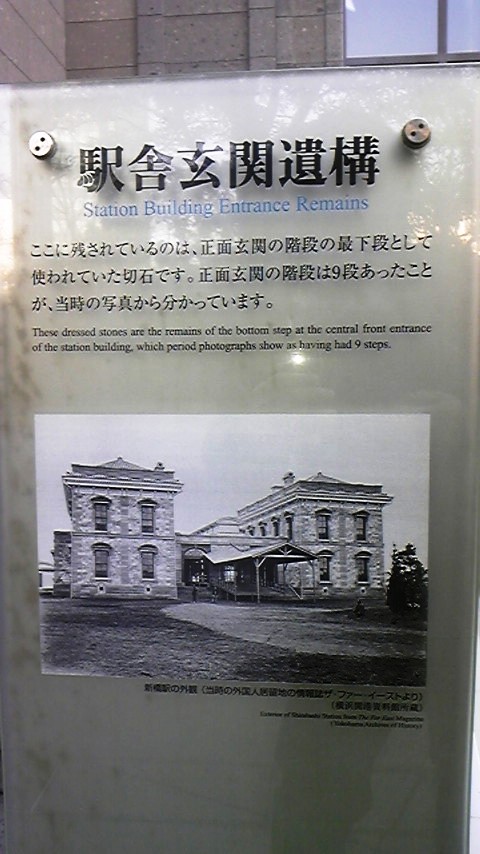 駅舎玄関遺構
Station Building Entrance Remains
ここに残されているのは、正面玄関の階段の最下段として
使われていた切石です。正面玄関の階段は9段あったこと
が、当時の写真から分かっています。
These dressed stones are the remains of the bottom step at the central front entrance
of the station building, which period photographs show as having had 9 steps.
新橋駅の外観（当時の外国人居留地の情報誌ザ・ファー・イーストより）
（横浜開港資料館所蔵）
Exterior of Shimbashi Station from The Far East Magazine
(Yokohama Archives of History)